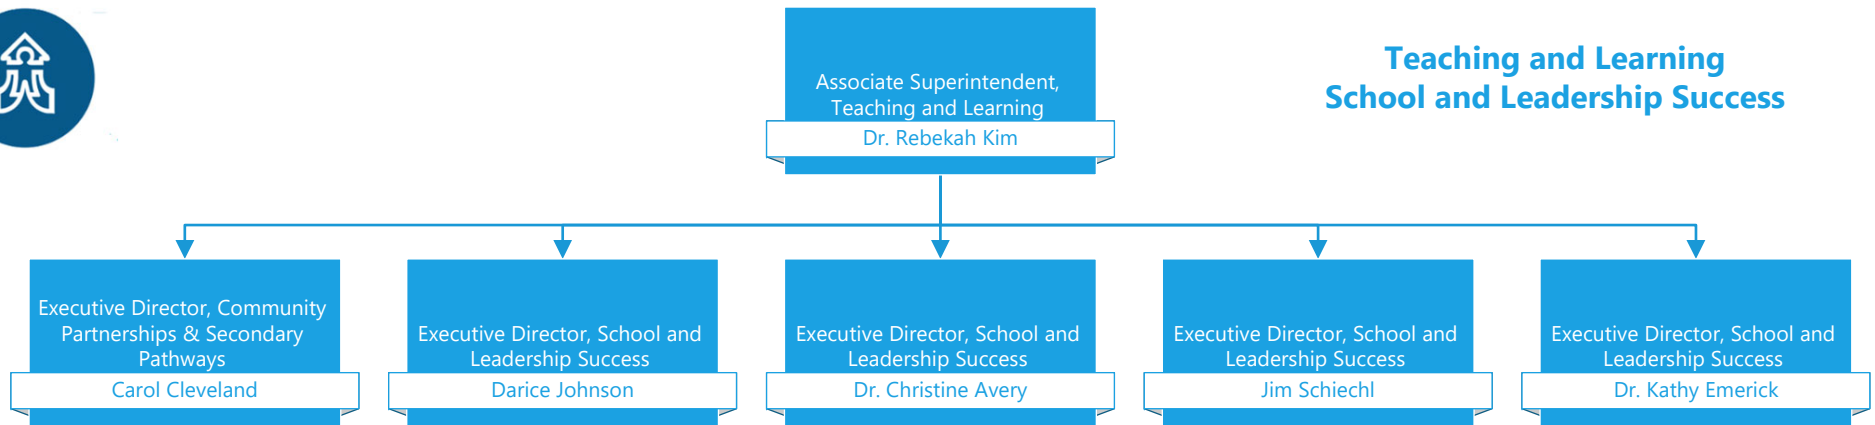 Associate Superintendent,
Teaching and Learning
Dr. Rebekah Kim
Teaching and Learning
School and Leadership Success
Executive Director, Community
Partnerships & Secondary
Pathways
Carol Cleveland
Executive Director, School and
Leadership Success
Darice Johnson
Executive Director, School and
Leadership Success
Dr. Christine Avery
Executive Director, School and
Leadership Success
Jim Schiechl
Executive Director, School and
Leadership Success
Dr. Kathy Emerick